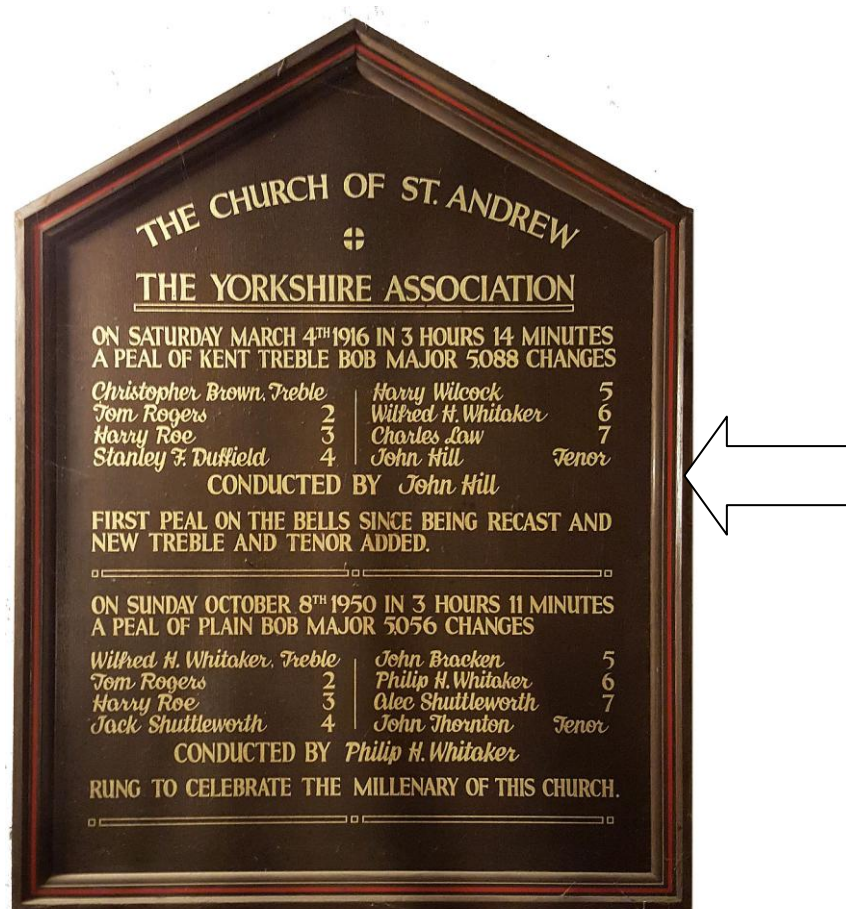 THE CHURCH OF ST. ANDREW
THE YORKSHIRE ASSOCIATION
ON SATURDAY MARCH 4TH 1916 IN 3 HOURS 14 MINUTES
A PEAL OF KENT TREBLE BOB MAJOR 5088 CHANGES
Christopher Brown, Treble Harry Wilcock 5
Tom Rogers 2 Wilfred H. Whitaker 6
Harry Roe 3 Charles Law 7
Stanley F. Duffield 4 John Hill Tenor
CONDUCTED BY John Hill
FIRST PEAL ON THE BELLS SINCE BEING RECAST AND
NEW TREBLE AND TENOR ADDED.
ON SUNDAY OCTOBER 8TH 1950 IN 3 HOURS 11 MINUTES
A PEAL OF PLAIN BOB MAJOR 5056 CHANGES
Wilfred H. Whitaker, Treble John Bracken 5
Tom Rogers 2 Philip H. Whitaker 6
Harry Roe 3 Alec Shuttleworth 7
Jack Shuttleworth 4 John Thornton Tenor
CONDUCTED BY Philip H. Whitaker
RUNG TO CELEBRATE THE MILLENARY OF THIS CHURCH.